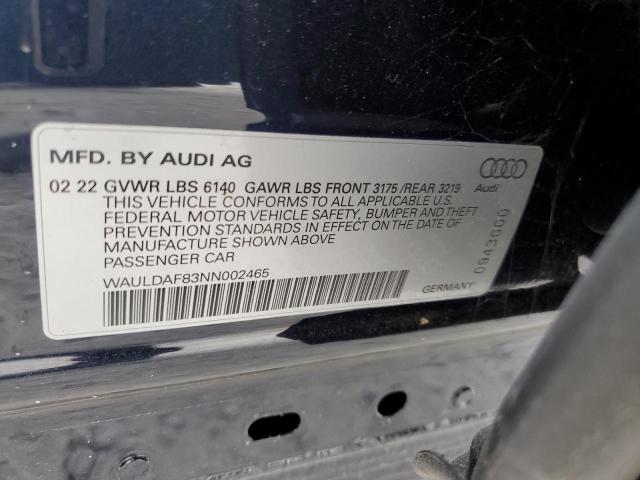 MFD. BY AUDI AG
02 22 GVWR LBS 6140 GAWR LBS FRONT 3175 /REAR 3219
THIS VEHICLE CONFORMS TO ALL APPLICABLE U.S.
FEDERAL MOTOR VEHICLE SAFETY, BUMPER AND THEFT
PREVENTION STANDARDS IN EFFECT ON THE DATE OF
MANUFACTURE SHOWN ABOVE
PASSENGER CAR
WAULDAF83NN002465
GERMANY
Audi
0943600